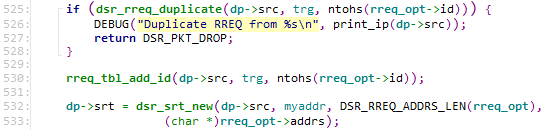 525: if (dsr_rreq_duplicate(dp->src, trg, ntohs(rreq_opt->id))) {
526: DEBUG("Duplicate RREQ from %s\n", print_ip(dp->src));
527: return DSR_PKT_DROP;
528: }
529:
530: rreq_tbl_add_id(dp->src, trg, ntohs(rreq_opt->id));
531:
532: dp->srt = dsr_srt_new(dp->src, myaddr, DSR_RREQ_ADDRS_LEN(rreq_opt),
533: (char *)rreq_opt->addrs);